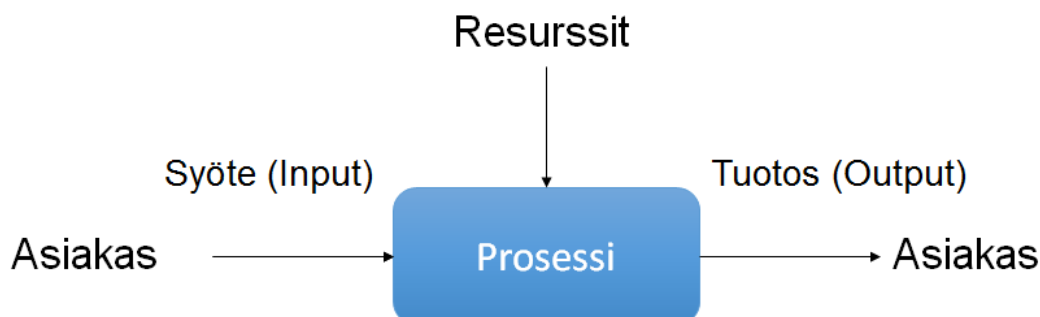 Resurssit
Syöte (Input)
Tuotos (Output)
Asiakas
Prosessi
Asiakas